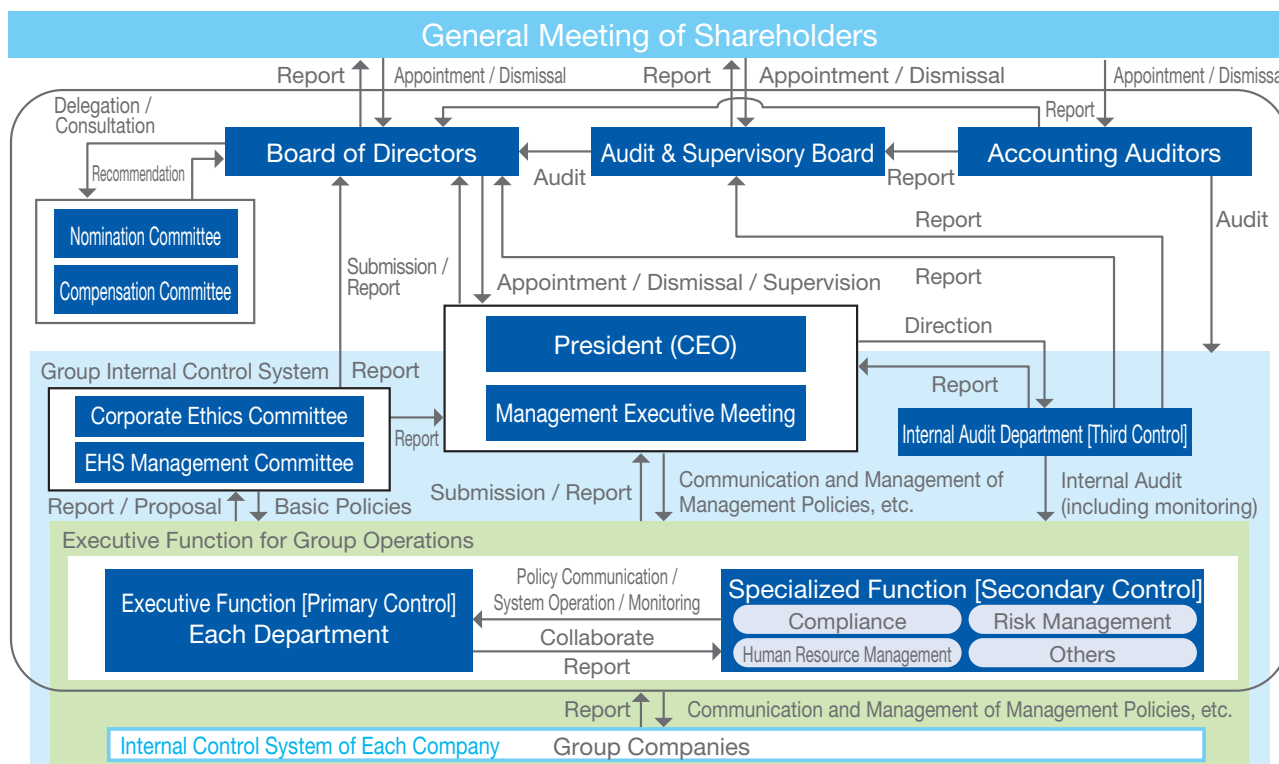 General Meeting of Shareholders
Report
Appointment / Dismissal
Report
Appointment / Dismissal
Appointment / Dismissa
Delegation /
Consultation
Report
Board of Directors
Audit & Supervisory Board
Accounting Auditors
Recommendation
Audit
Report
Nomination Committee
Compensation Committee
Submission /
Report
Report
Audit
Report
Appointment / Dismissal / Supervision
President (CEO)
Management Executive Meeting
Direction
Report
Group Internal Control System
Report
Corporate Ethics Committee
EHS Management Committee
Report
Internal Audit Department [Third Control]
Report / Proposal
Basic Policies
Submission / Report
Communication and Management of
Management Policies, etc.
Internal Audit
(including monitoring)
Executive Function for Group Operations
Executive Function [Primary Control]
Each Department
Policy Communication /
System Operation / Monitoring
Collaborate
Report
Specialized Function [Secondary Control]
Compliance
Risk Management
Human Resource Management
Others
Report
Communication and Management of Management Policies, etc.
Internal Control System of Each Company
Group Companies